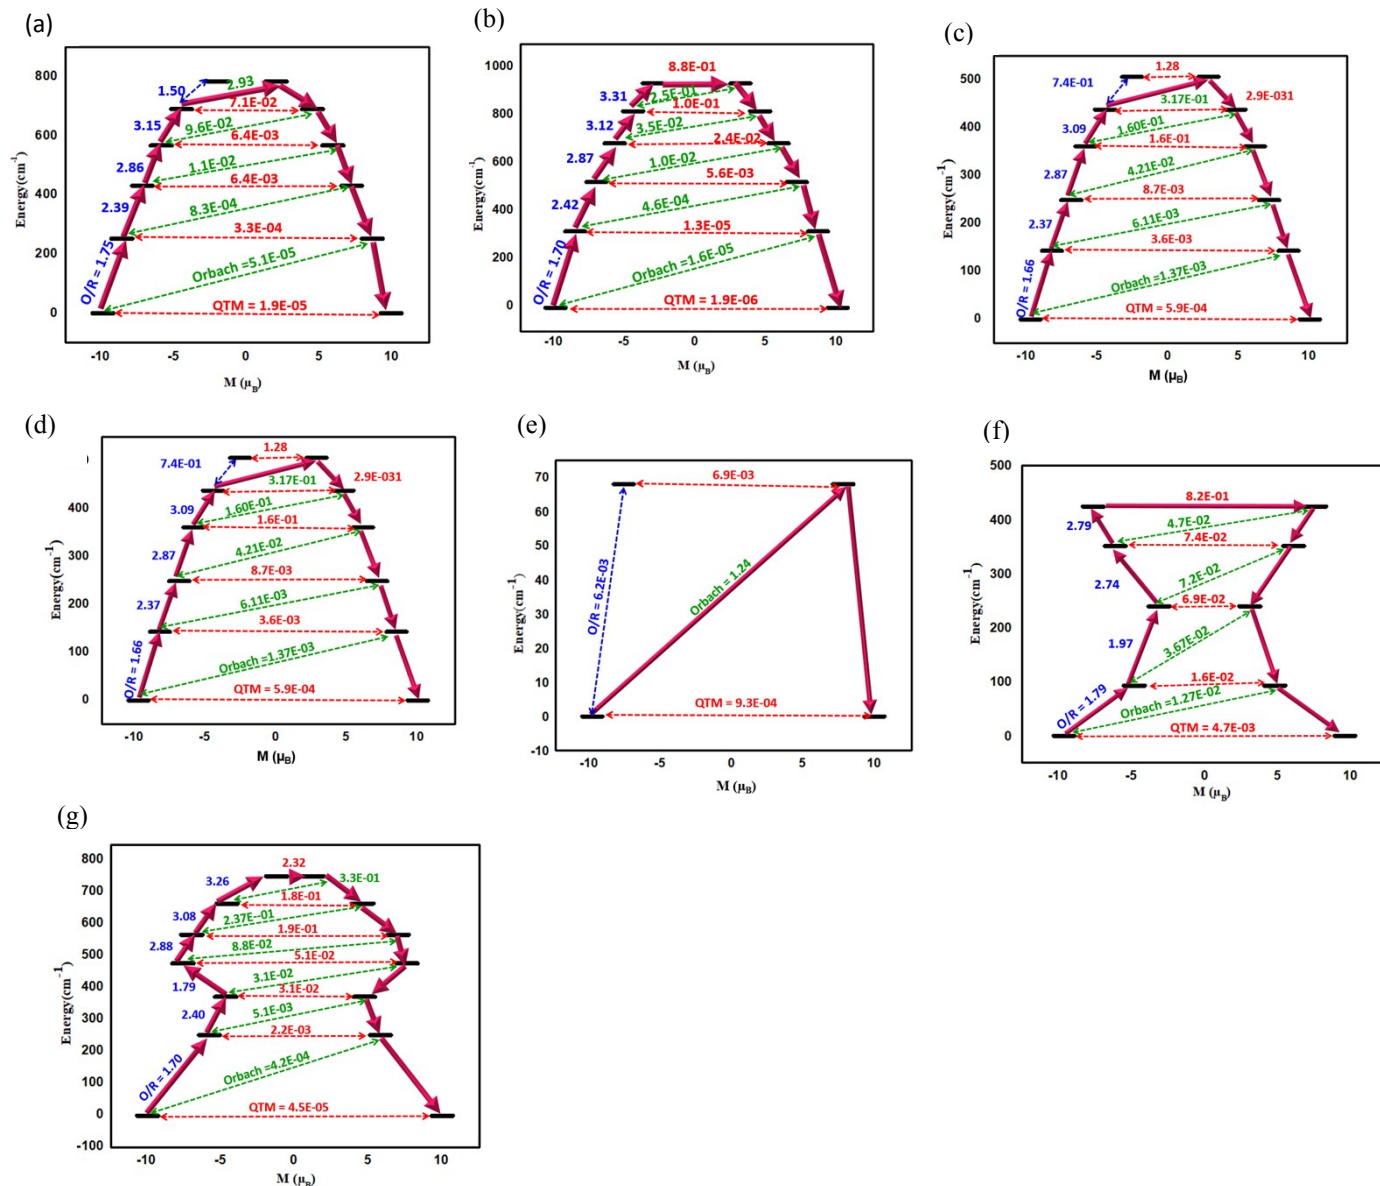 (a)
800
600
400
200
0
Energy(cm-1)
-10
-5
0
5
10
M (μB)
1.50
2.93
7.1E-02
3.15
9.6E-02
6.4E-03
2.86
1.1E-02
6.4E-03
2.39
8.3E-04
3.3E-04
O/R = 1.75
Orbach =5.1E-05
QTM = 1.9E-05
(b)
1000
800
600
400
200
0
Energy(cm-1)
-10
-5
0
5
10
M (μB)
8.8E-01
3.31
2.5E-01
1.0E-01
3.12
3.5E-02
2.4E-02
2.87
1.0E-02
5.6E-03
2.42
4.6E-04
1.3E-05
O/R = 1.70
Orbach =1.6E-05
QTM = 1.9E-06
(c)
500
400
300
200
100
0
Energy(cm-1)
-10
-5
0
5
10
M (μB)
1.28
7.4E-01
3.17E-01
2.9E-031
3.09
1.60E-01
1.6E-01
2.87
4.21E-02
8.7E-03
2.37
6.11E-03
3.6E-03
O/R = 1.66
Orbach =1.37E-03
QTM = 5.9E-04
(d)
400
300
200
100
0
Energy(cm-1)
-10
-5
0
5
10
M (μB)
1.28
7.4E-01
3.17E-01
2.9E-031
3.09
1.60E-01
1.6E-01
2.87
4.21E-02
8.7E-03
2.37
6.11E-03
3.6E-03
O/R = 1.66
Orbach =1.37E-03
QTM = 5.9E-04
(e)
70
60
50
40
30
20
10
0
-10
Energy(cm-1)
-10
-5
0
5
10
M (μB)
6.9E-03
O/R = 6.2E-03
Orbach = 1.24
QTM = 9.3E-04
(f)
500
400
300
200
100
0
Energy(cm-1)
-10
-5
0
5
10
M (μB)
8.2E-01
2.79
4.7E-02
7.4E-02
2.74
7.2E-02
6.9E-02
1.97
3.67E-02
1.6E-02
O/R = 1.79
Orbach =1.27E-02
QTM = 4.7E-03
(g)
800
700
600
500
400
300
200
100
0
-100
Energy(cm-1)
-10
-5
0
5
10
M (μB)
2.32
3.26
3.3E-01
1.8E-01
3.08
2.37E--01
1.9E-01
2.88
8.8E-02
5.1E-02
1.79
3.1E-02
3.1E-02
2.40
5.1E-03
2.2E-03
O/R = 1.70
Orbach =4.2E-04
QTM = 4.5E-05